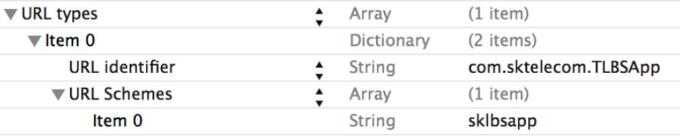 URL types Array (1 item)
Item 0 Dictionary (2 items)
URL identifier String com.sktelecom.TLBSApp
URL Schemes Array (1 item)
Item 0 String sklbsapp